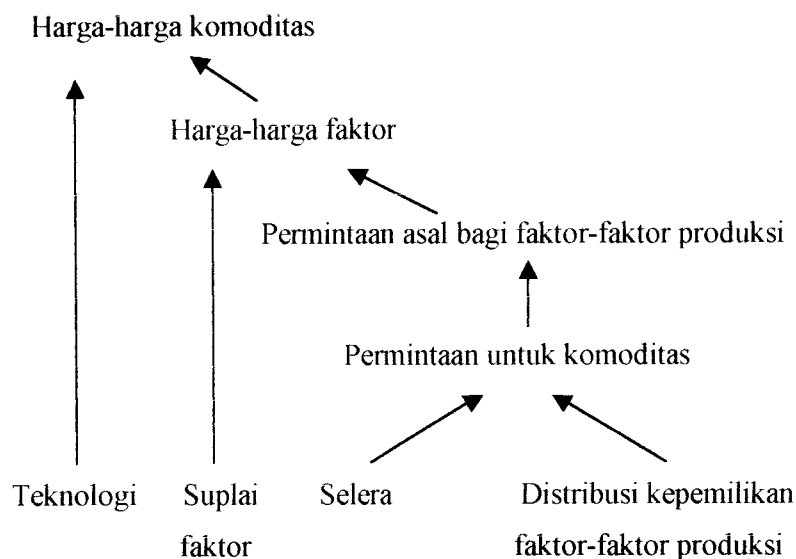 Harga-harga komoditas
Harga-harga faktor
Permintaan asal bagi faktor-faktor produksi
Permintaan untuk komoditas
Teknologi Suplai Selera Distribusi kepemilikan
faktor faktor-faktor produksi